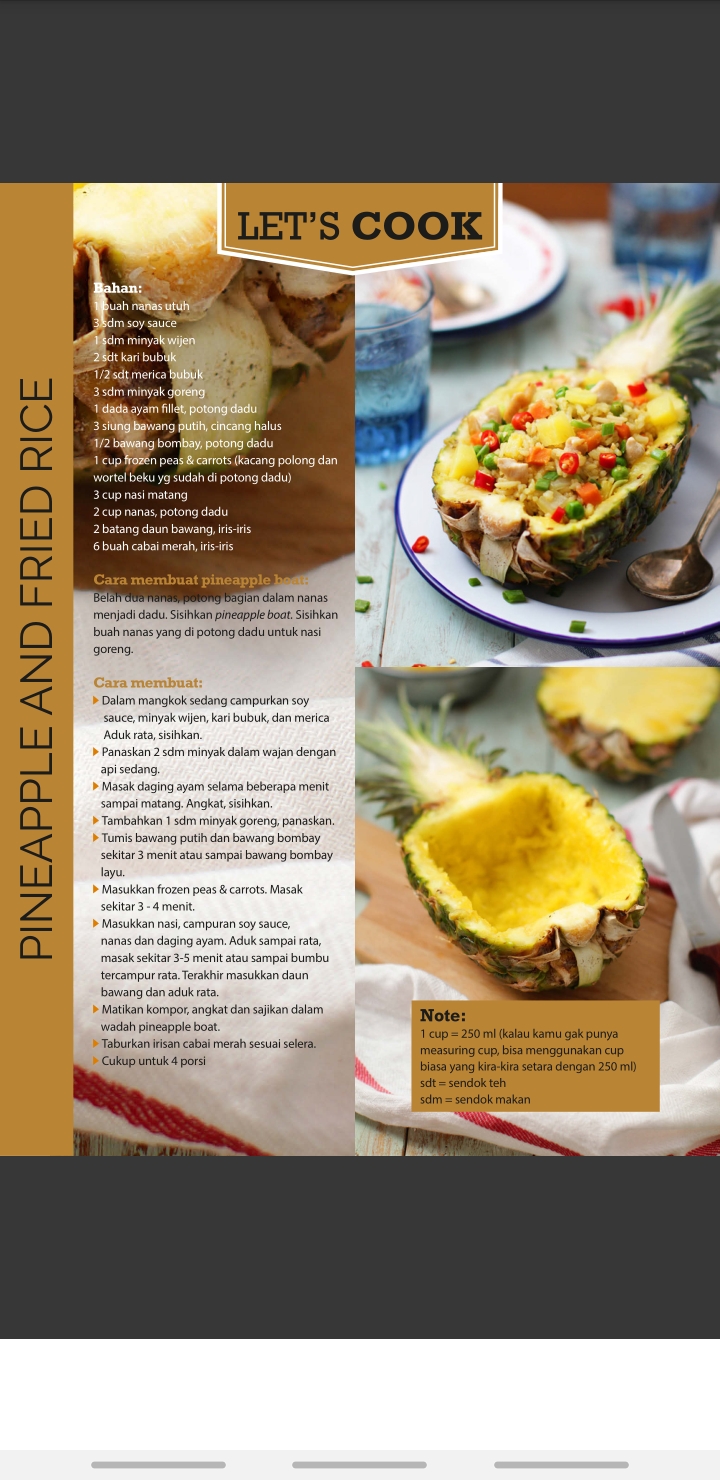 LET'S COOK
PINEAPPLE AND FRIED RICE
Bahan:
1 buah nanas utuh
3 sdm soy sauce
1 sdm minyak wijen
2 sdt kari bubuk
1/2 sdt merica bubuk
3 sdm minyak goreng
1 dada ayam fillet, potong dadu
3 siung bawang putih, cincang halus
1/2 bawang bombay, potong dadu
1 cup frozen peas & carrots (kacang polong dan
wortel beku yg sudah di potong dadu)
3 cup nasi matang
2 cup nanas, potong dadu
2 batang daun bawang, iris-iris
6 buah cabai merah, iris-iris
Cara membuat pineapple boat:
Belah dua nanas, potong bagian dalam nanas
menjadi dadu. Sisihkan pineapple boat. Sisihkan
buah nanas yang di potong dadu untuk nasi
goreng.
Cara membuat:
Dalam mangkok sedang campurkan soy
sauce, minyak wijen, kari bubuk, dan merica
Aduk rata, sisihkan.
Panaskan 2 sdm minyak dalam wajan dengan
api sedang.
Masak daging ayam selama beberapa menit
sampai matang. Angkat, sisihkan.
Tambahkan 1 sdm minyak goreng, panaskan.
Tumis bawang putih dan bawang bombay
sekitar 3 menit atau sampai bawang bombay
layu.
Masukkan frozen peas & carrots. Masak
sekitar 3 - 4 menit.
Masukkan nasi, campuran soy sauce,
nanas dan daging ayam. Aduk sampai rata,
masak sekitar 3-5 menit atau sampai bumbu
tercampur rata. Terakhir masukkan daun
bawang dan aduk rata.
Matikan kompor, angkat dan sajikan dalam
wadah pineapple boat.
Taburkan irisan cabai merah sesuai selera.
Cukup untuk 4 porsi
Note:
1 cup = 250 ml (kalau kamu gak punya
measuring cup, bisa menggunakan cup
biasa yang kira-kira setara dengan 250 ml)
sdt = sendok teh
sdm = sendok makan